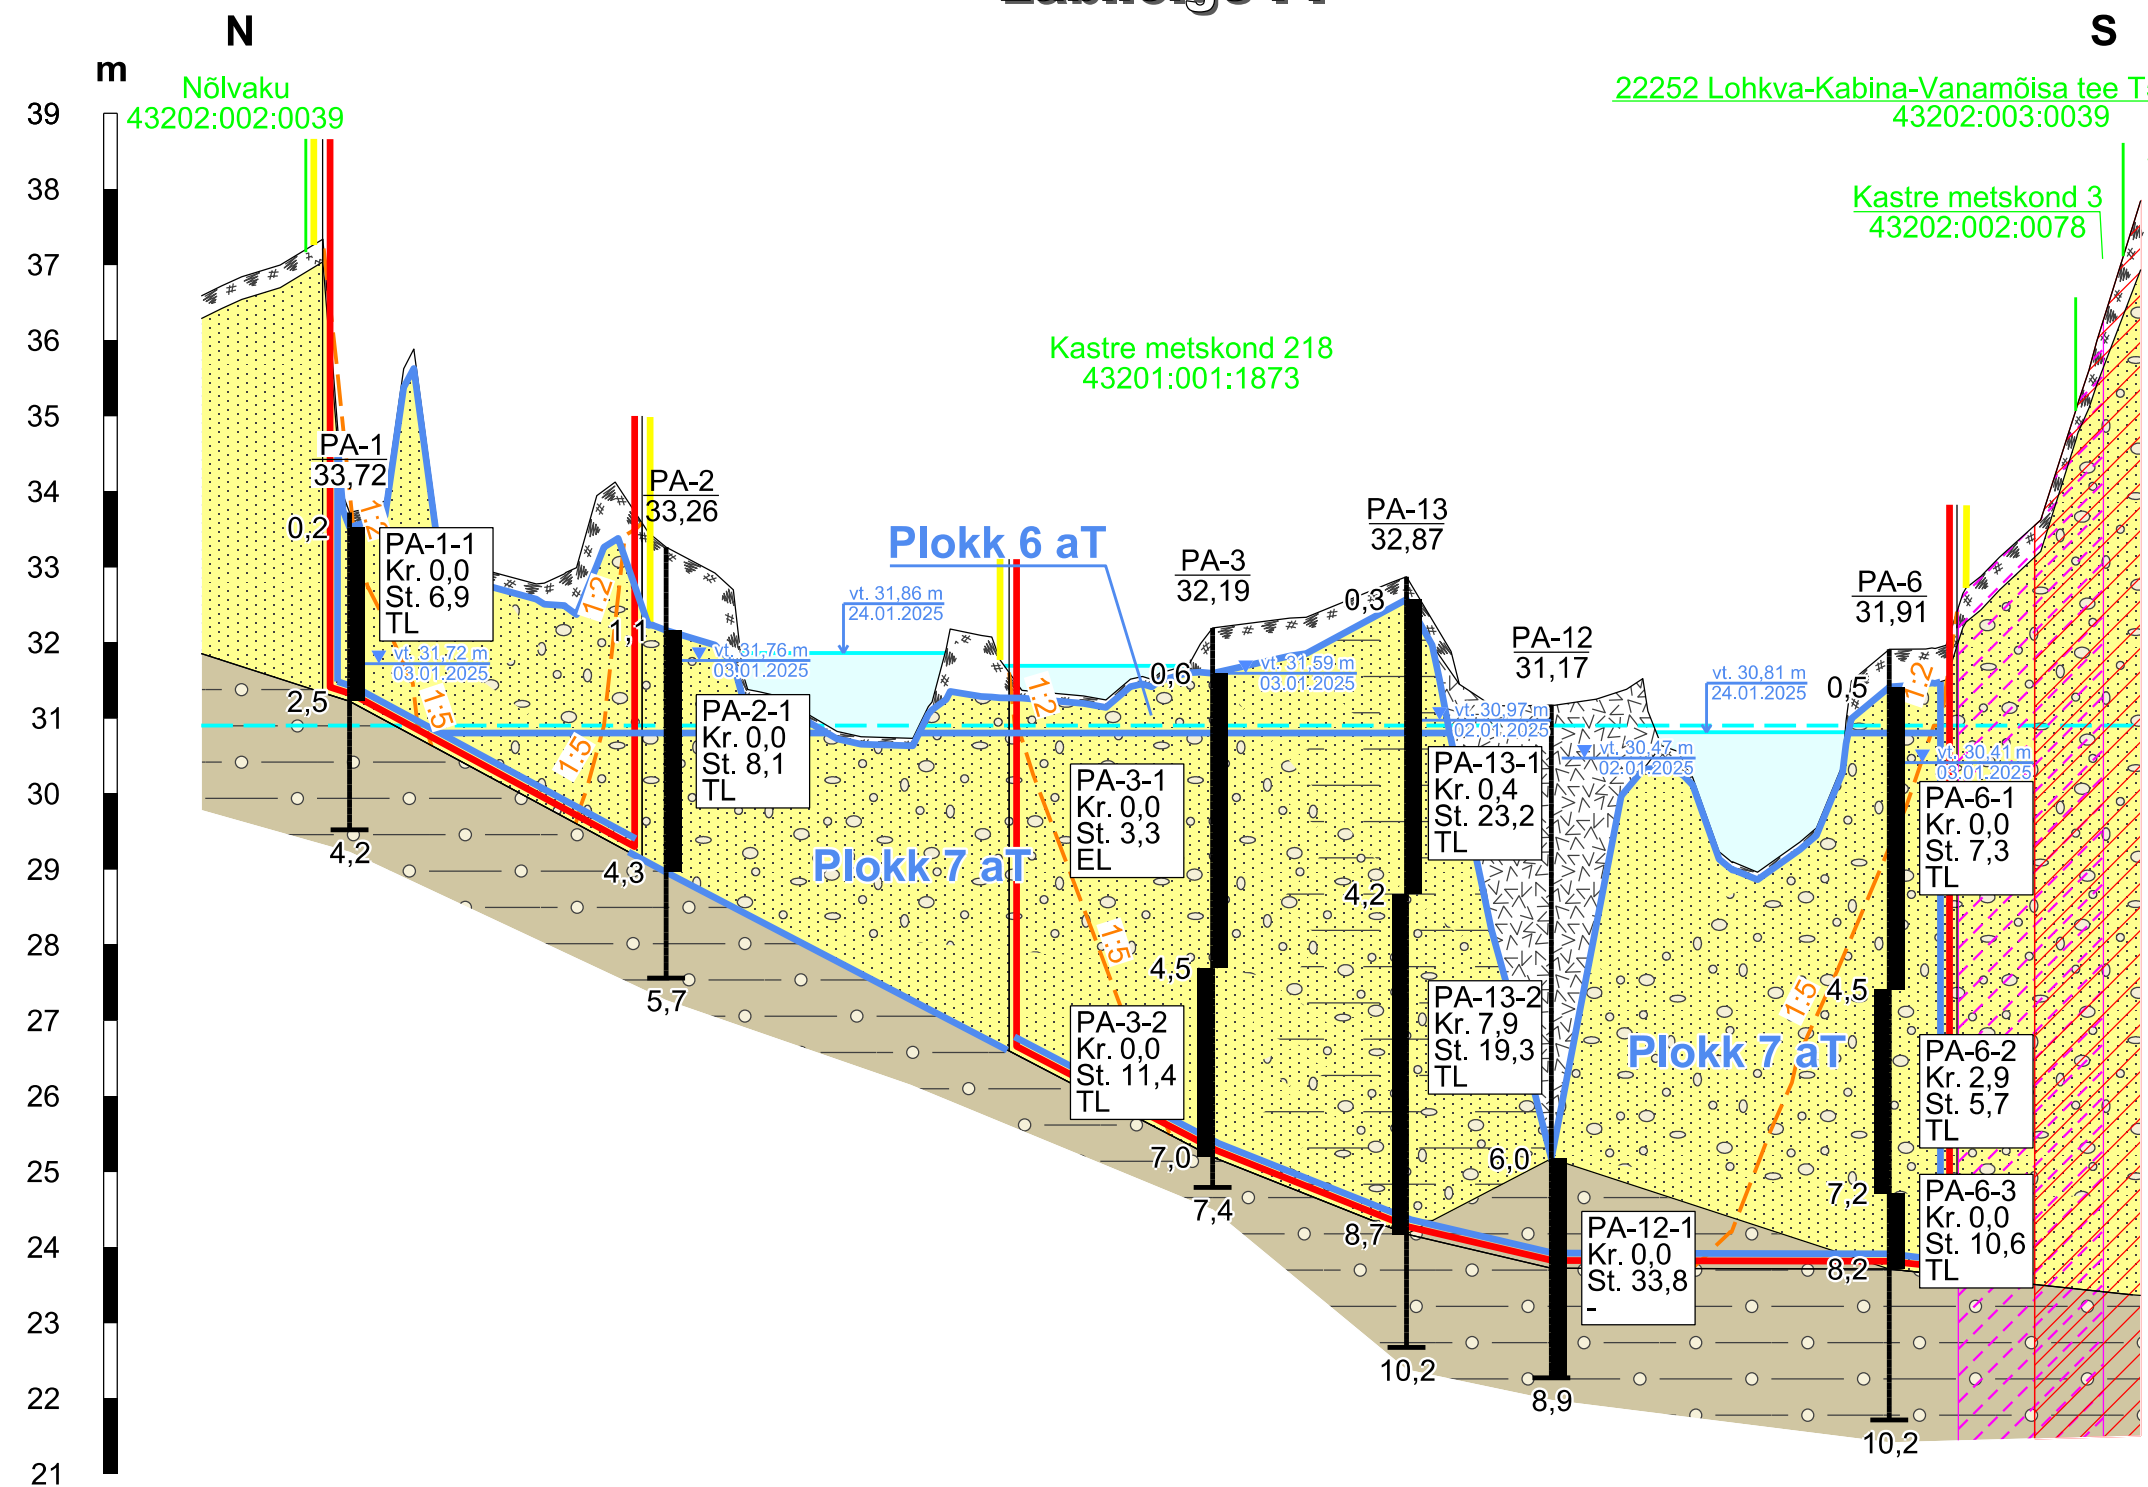 N
S
m
Nõlvaku
43202:002:0039
22252 Lohkva-Kabina-Vanamõisa tee
43202:003:0039
Kastre metskond 3
43202:002:0078
Kastre metskond 218
43201:001:1873
39
38
37
36
35
34
33
32
31
30
29
28
27
26
25
24
23
22
21
PA-1
33,72
0,2
2,5
4,2
1:2
1:5
PA-1-1
Kr. 0,0
St. 6,9
TL
vt. 31,72 m
03.01.2025
PA-2
33,26
1,1
4,3
5,7
1:2
1:5
vt. 31,76 m
03.01.2025
PA-2-1
Kr. 0,0
St. 8,1
TL
vt. 31,86 m
24.01.2025
Plokk 6 aT
Plokk 7 aT
1:2
1:5
PA-3
32,19
0,6
4,5
7,0
7,4
vt. 31,59 m
03.01.2025
PA-3-1
Kr. 0,0
St. 3,3
EL
PA-3-2
Kr. 0,0
St. 11,4
TL
PA-13
32,87
0,3
4,2
8,7
10,2
vt. 30,97 m
02.01.2025
PA-13-1
Kr. 0,4
St. 23,2
TL
PA-13-2
Kr. 7,9
St. 19,3
TL
PA-12
31,17
6,0
8,9
vt. 30,47 m
02.01.2025
PA-12-1
Kr. 0,0
St. 33,8
-
vt. 30,81 m
24.01.2025
Plokk 7 aT
1:2
1:5
PA-6
31,91
0,5
4,5
7,2
8,2
10,2
vt. 30,41 m
03.01.2025
PA-6-1
Kr. 0,0
St. 7,3
TL
PA-6-2
Kr. 2,9
St. 5,7
TL
PA-6-3
Kr. 0,0
St. 10,6
TL